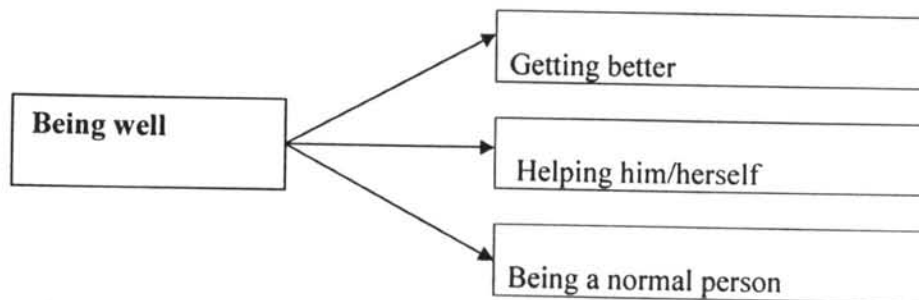 Being well
Getting better
Helping him/herself
Being a normal person